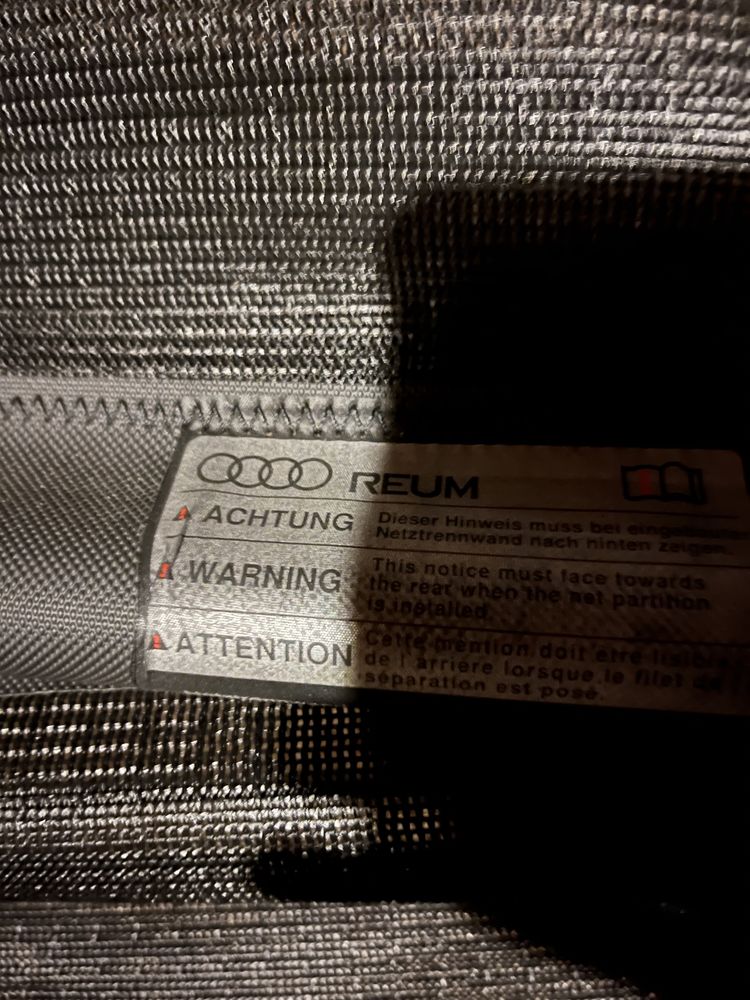 REUM
ACHTUNG
Dieser Hinweis muss bei eingebauter
Netztrennwand nach hinten zeigen.
WARNING
This notice must face towards
the rear when the net partition
is installed.
ATTENTION
Cette mention doit être lisible
de l'arrière lorsque le filet de
séparation est posé.